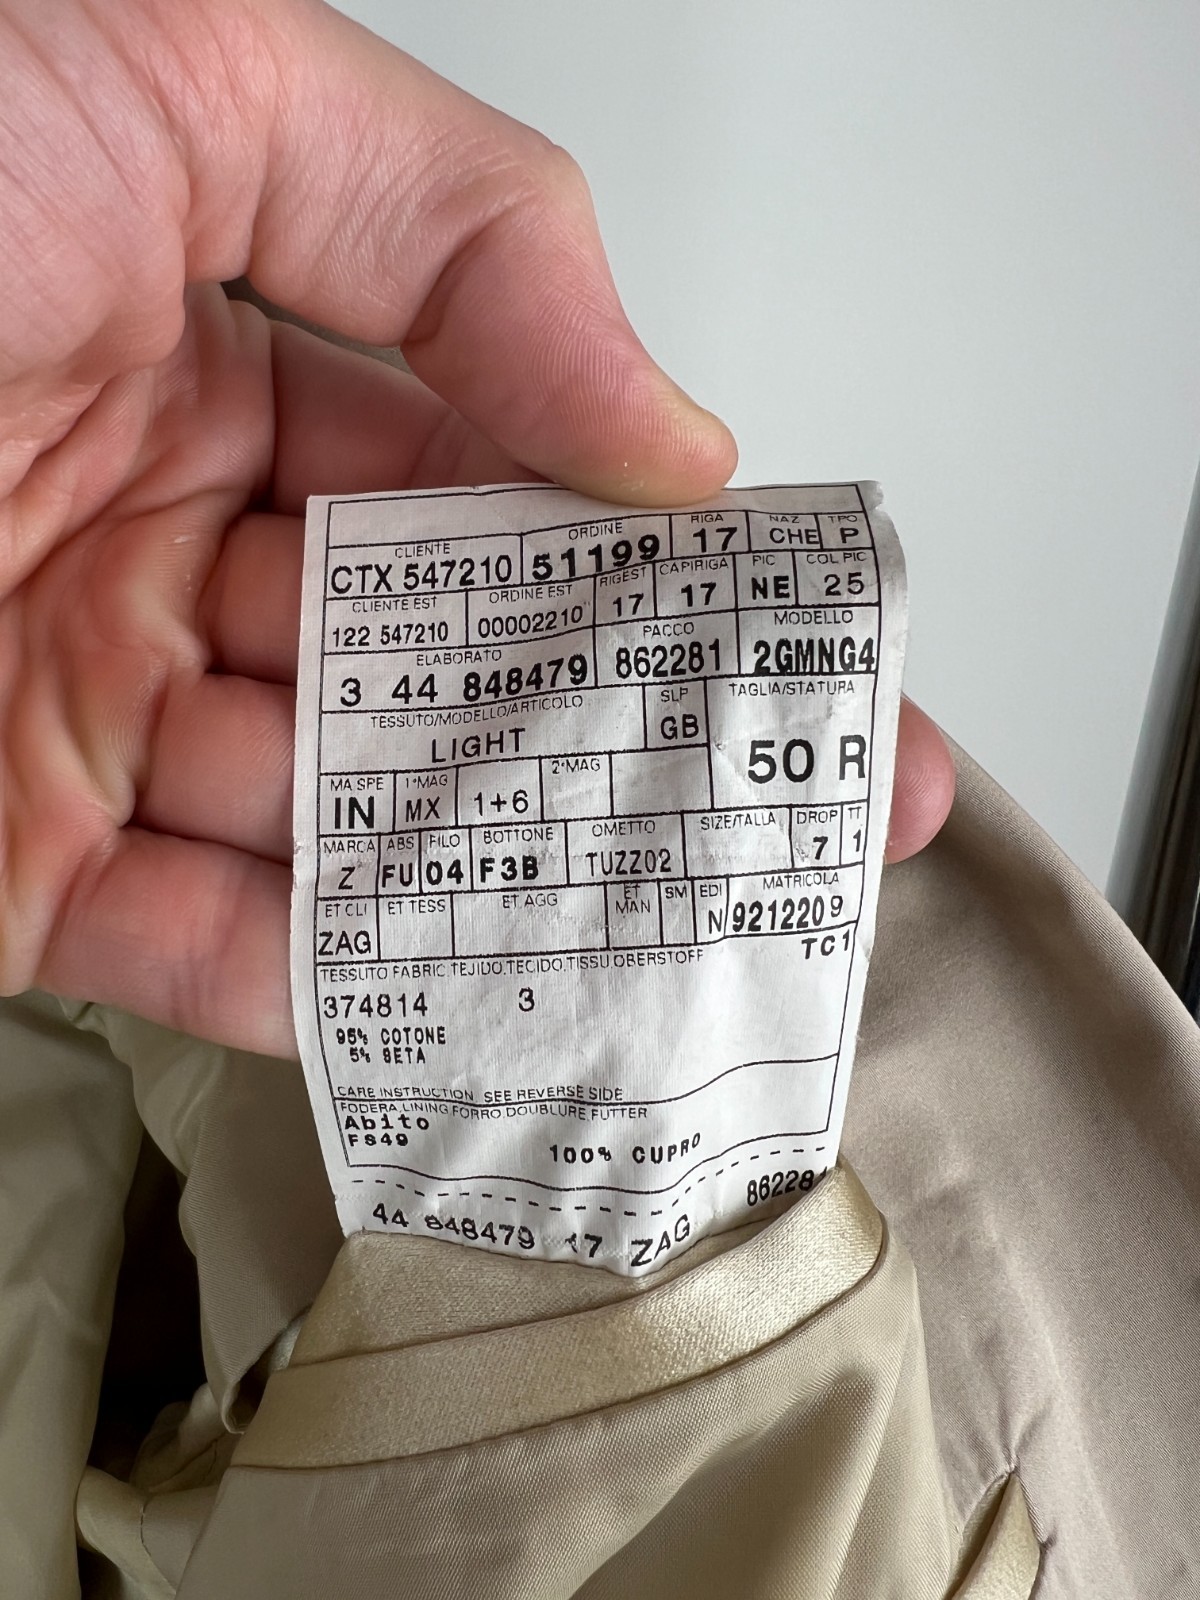 CLIENTE ORDINE RIGA NAZ TPO
CTX 547210 51199 17 CHE P
CLIENTE EST ORDINE EST RIGEST CAPIRIGA PIC COL PIC
122 547210 00002210 17 17 NE 25
ELABORATO PACCO MODELLO
3 44 848479 862281 2GMNG4
TESSUTO/MODELLO/ARTICOLO SLP TAGLIA/STATURA
LIGHT GB 50 R
MA SPE 1°MAG 2°MAG
IN MX 1+6
MARCA ABS FILO BOTTONE OMETTO SIZE/TALLA DROP TT
Z FU 04 F3B TUZZ02 7 1
ET CLI ET TESS ET AGG ET MAN SM EDI MATRICOLA
ZAG N 9212209
TESSUTO FABRIC.TEJIDO.TECIDO.TISSU.OBERSTOFF TC1
374814 3
95% COTONE
5% SETA
CARE INSTRUCTION SEE REVERSE SIDE
FODERA.LINING FORRO.DOUBLURE.FUTTER
Abito
FS49 100% CUPRO
44 848479 17 ZAG 862281